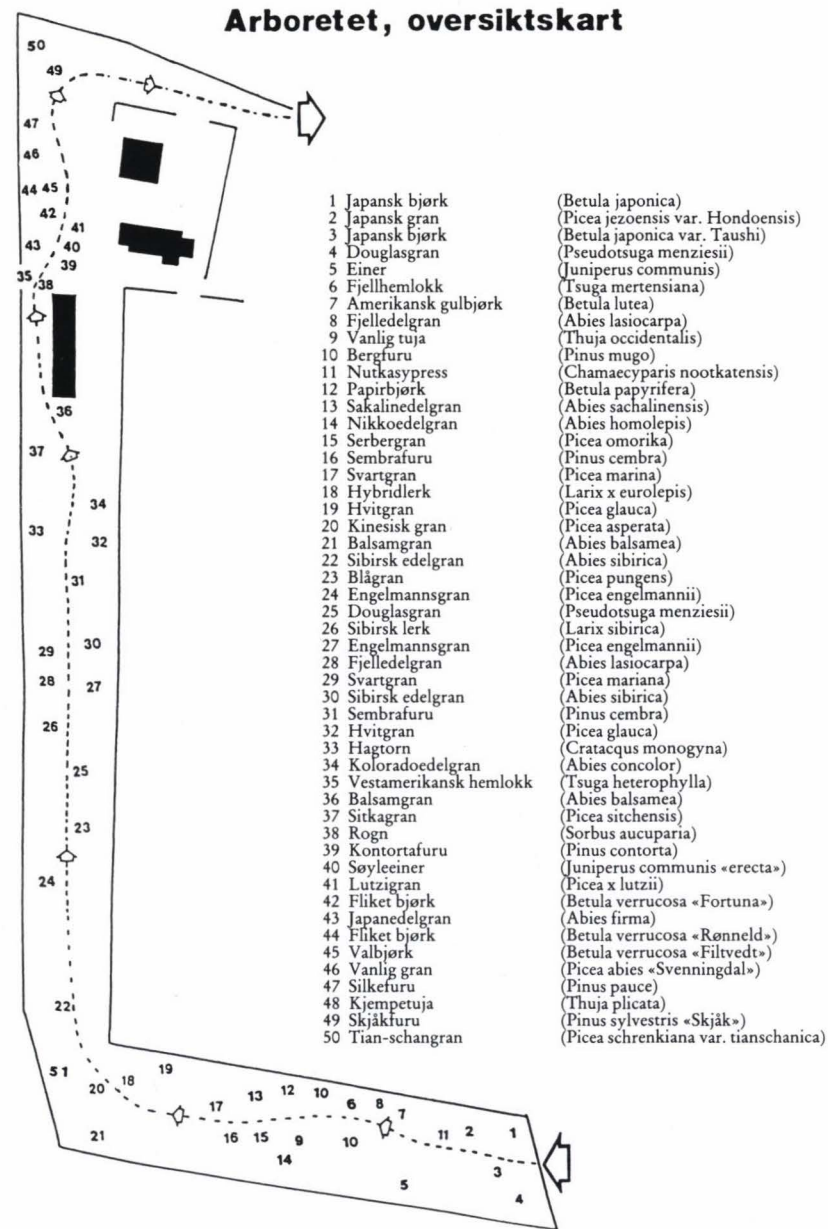 Arboretet, oversiktskart
1 Japansk bjørk (Betula japonica)
2 Japansk gran (Picea jezoensis var. Hondoensis)
3 Japansk bjørk (Betula japonica var. Taushi)
4 Douglasgran (Pseudotsuga menziesii)
5 Einer (Juniperus communis)
6 Fjellhemlokk (Tsuga mertensiana)
7 Amerikansk gulbjørk (Betula lutea)
8 Fjelledelgran (Abies lasiocarpa)
9 Vanlig tuja (Thuja occidentalis)
10 Bergfuru (Pinus mugo)
11 Nutkasypress (Chamaecyparis nootkatensis)
12 Papirbjørk (Betula papyrifera)
13 Sakalinedelgran (Abies sachalinensis)
14 Nikkoedelgran (Abies homolepis)
15 Serbergran (Picea omorika)
16 Sembrafuru (Pinus cembra)
17 Svartgran (Picea marina)
18 Hybridlerk (Larix x eurolepis)
19 Hvitgran (Picea glauca)
20 Kinesisk gran (Picea asperata)
21 Balsamgran (Abies balsamea)
22 Sibirsk edelgran (Abies sibirica)
23 Blågran (Picea pungens)
24 Engelmannsgran (Picea engelmannii)
25 Douglasgran (Pseudotsuga menziesii)
26 Sibirsk lerk (Larix sibirica)
27 Engelmannsgran (Picea engelmannii)
28 Fjelledelgran (Abies lasiocarpa)
29 Svartgran (Picea mariana)
30 Sibirsk edelgran (Abies sibirica)
31 Sembrafuru (Pinus cembra)
32 Hvitgran (Picea glauca)
33 Hagtorn (Cratacqus monogyna)
34 Koloradoedelgran (Abies concolor)
35 Vestamerikansk hemlokk (Tsuga heterophylla)
36 Balsamgran (Abies balsamea)
37 Sitkagran (Picea sitchensis)
38 Rogn (Sorbus aucuparia)
39 Kontortafuru (Pinus contorta)
40 Søyleeiner (Juniperus communis «erecta»)
41 Lutzigran (Picea x lutzii)
42 Fliket bjørk (Betula verrucosa «Fortuna»)
43 Japanedelgran (Abies firma)
44 Fliket bjørk (Betula verrucosa «Rønneld»)
45 Valbjørk (Betula verrucosa «Filtvedt»)
46 Vanlig gran (Picea abies «Svenningdal»)
47 Silkefuru (Pinus pauce)
48 Kjempetuja (Thuja plicata)
49 Skjåkfuru (Pinus sylvestris «Skjåk»)
50 Tian-schangran (Picea schrenkiana var. tianschanica)
50
49
47
46
44 45
42
41
43 40
39
35
38
36
37
34
33
32
31
30
29
28 27
26
25
23
24
22
51
19
18
20
21
17 13 12 10 6 8
7
16 15 9 10 11 2 1
14
3
5
4